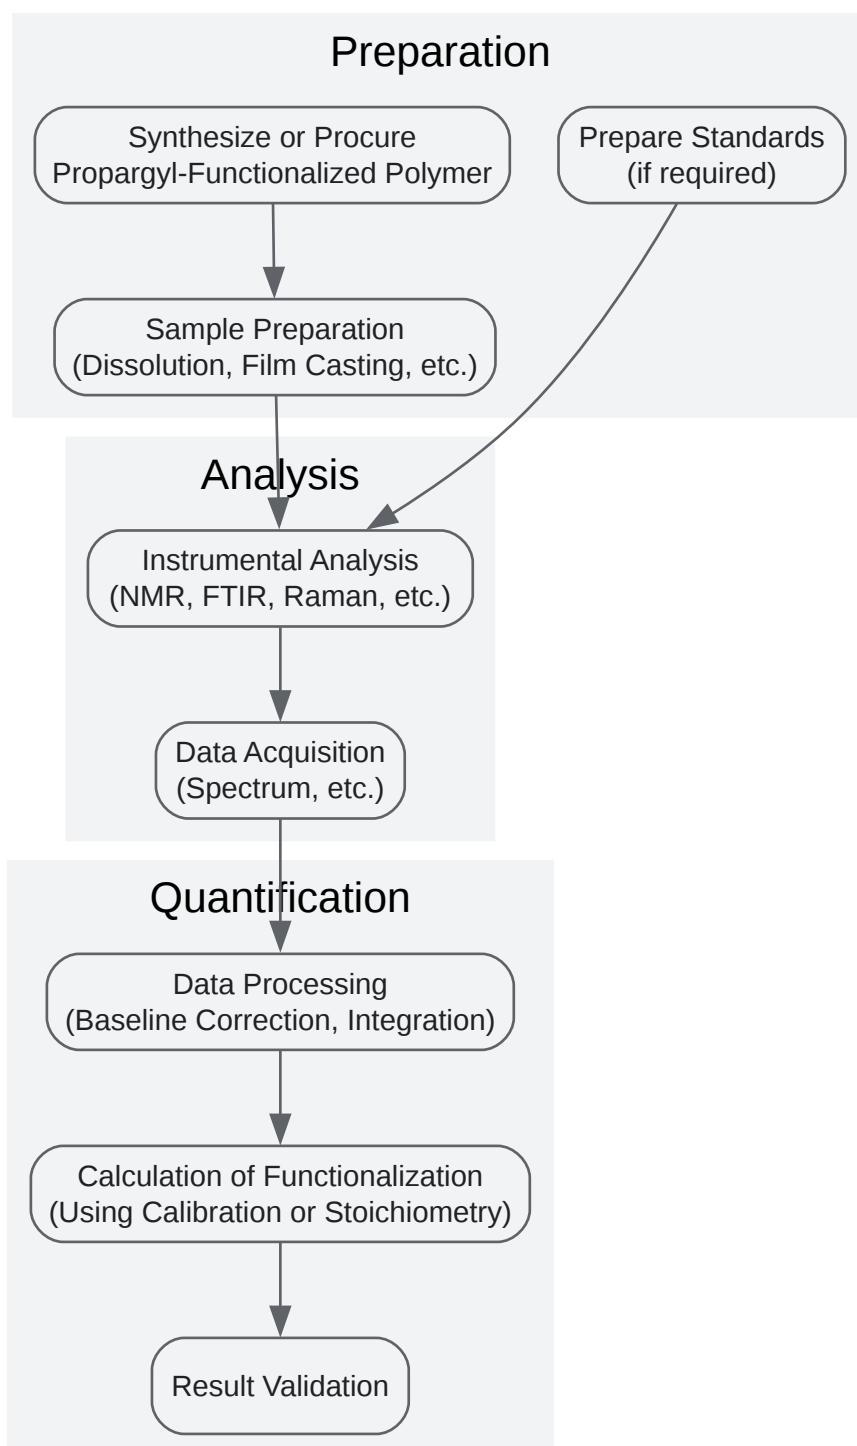 Preparation
Synthesize or Procure
Propargyl-Functionalized Polymer
Prepare Standards
(if required)
Sample Preparation
(Dissolution, Film Casting, etc.)
Analysis
Instrumental Analysis
(NMR, FTIR, Raman, etc.)
Data Acquisition
(Spectrum, etc.)
Quantification
Data Processing
(Baseline Correction, Integration)
Calculation of Functionalization
(Using Calibration or Stoichiometry)
Result Validation